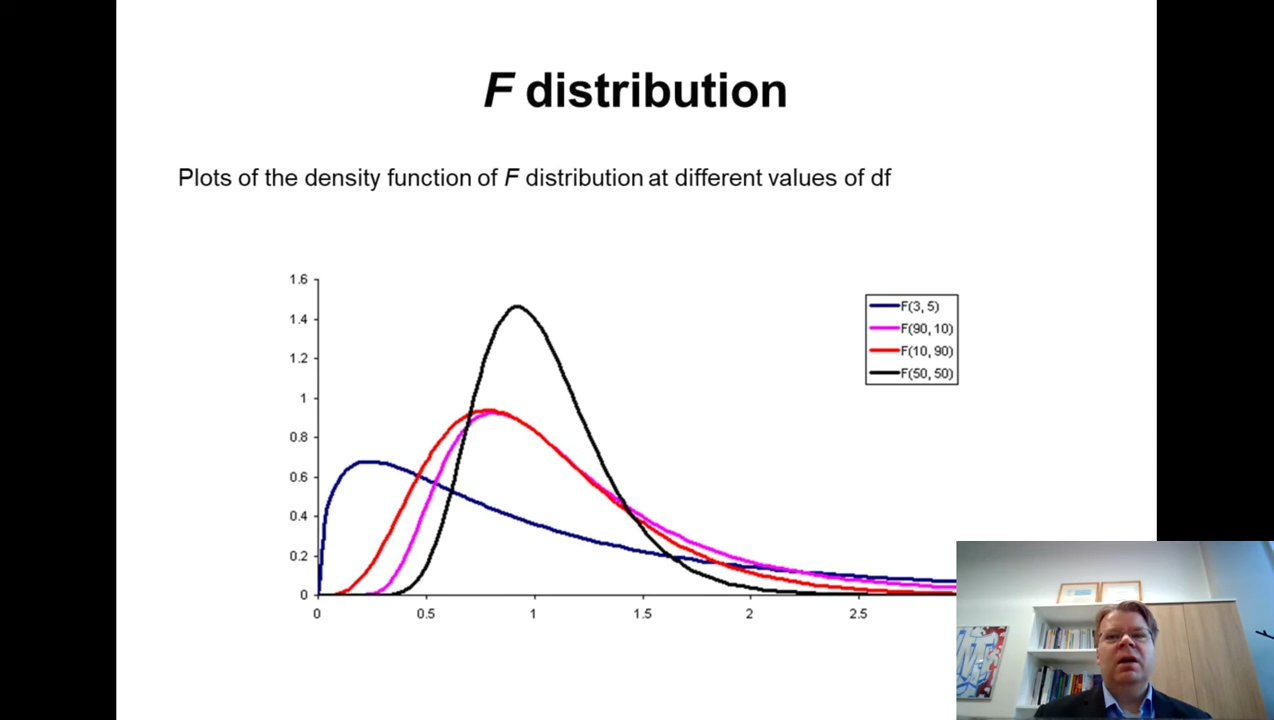 F distribution
Plots of the density function of F distribution at different values of df
1.6
1.4
1.2
1
0.8
0.6
0.4
0.2
0
0 0.5 1 1.5 2 2.5
F(3, 5)
F(90, 10)
F(10, 90)
F(50, 50)